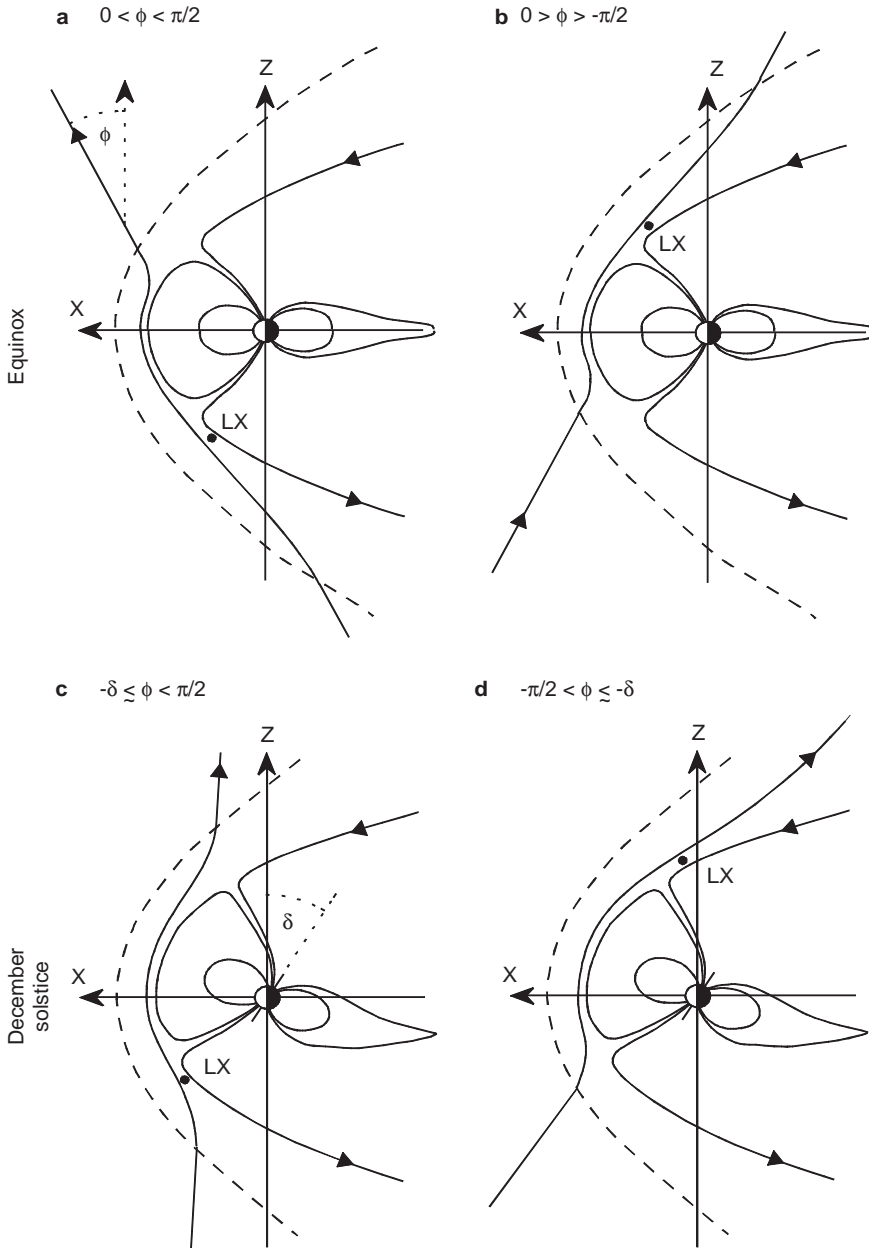 a 0 < ϕ < π/2
b 0 > ϕ > -π/2
Z
Z
ϕ
LX
LX
X
X
Equinox
c -δ ≲ ϕ < π/2
d -π/2 < ϕ ≲ -δ
Z
Z
δ
LX
X
X
LX
December
solstice